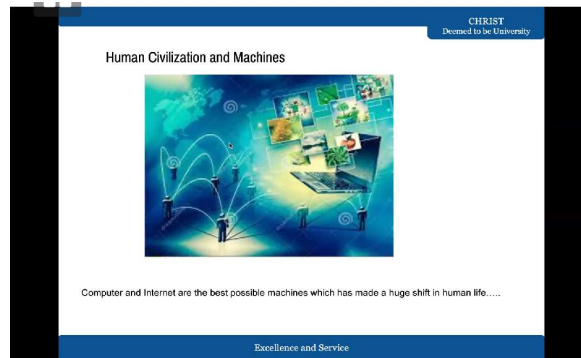 CHRIST
Deemed to be University
Human Civilization and Machines
Computer and Internet are the best possible machines which has made a huge shift in human life.....
Excellence and Service